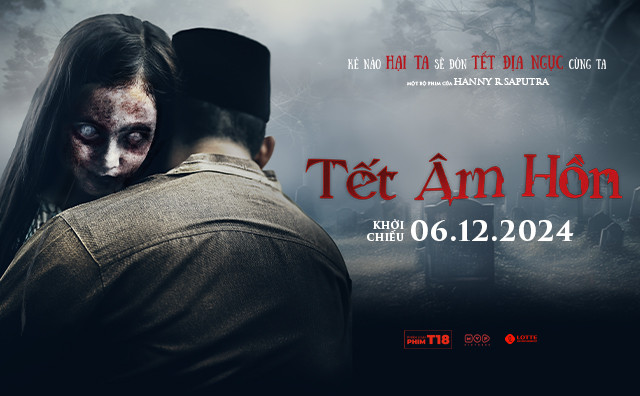 KẺ NÀO HẠI TA SẼ ĐÓN TẾT ĐỊA NGỤC CÙNG TA
MỘT BỘ PHIM CỦA HANNY R. SAPUTRA
Tết Âm Hồn
KHỞI CHIẾU 06.12.2024
PHIM T18
LOTTE